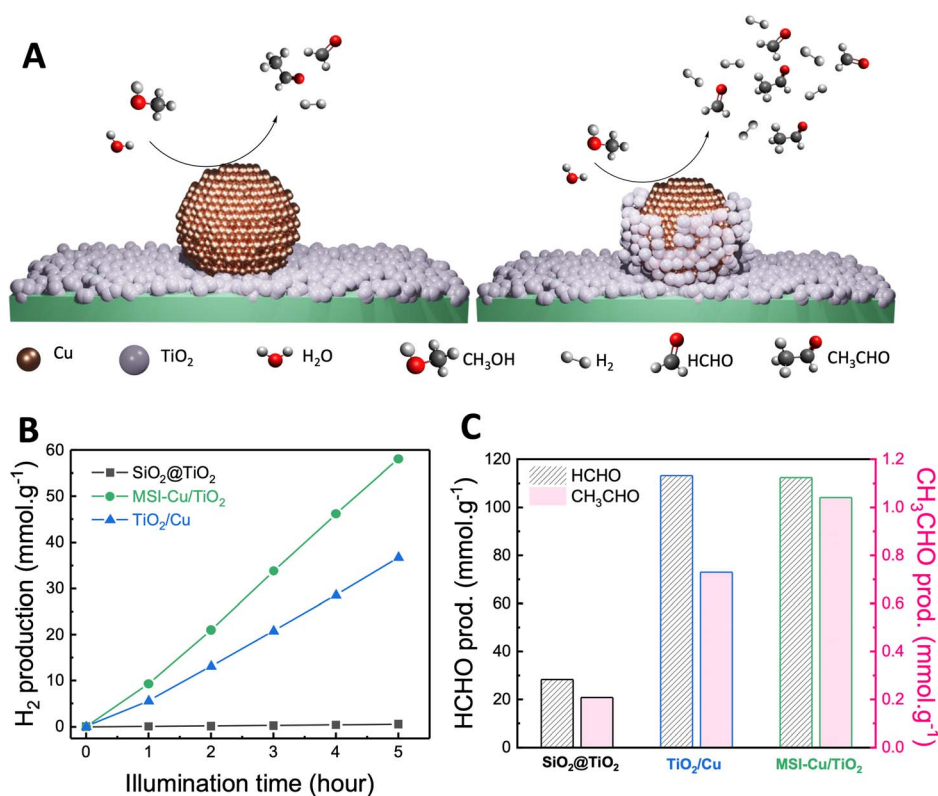 A
Cu
TiO₂
H₂O
CH₃OH
H₂
HCHO
CH₃CHO
B
H₂ production (mmol.g⁻¹)
60
50
40
30
20
10
0
SiO₂@TiO₂
MSI-Cu/TiO₂
TiO₂/Cu
0 1 2 3 4 5
Illumination time (hour)
C
HCHO prod. (mmol.g⁻¹)
120
100
80
60
40
20
0
HCHO
CH₃CHO
SiO₂@TiO₂
TiO₂/Cu
MSI-Cu/TiO₂
1.2
1.0
0.8
0.6
0.4
0.2
0.0
CH₃CHO prod. (mmol.g⁻¹)